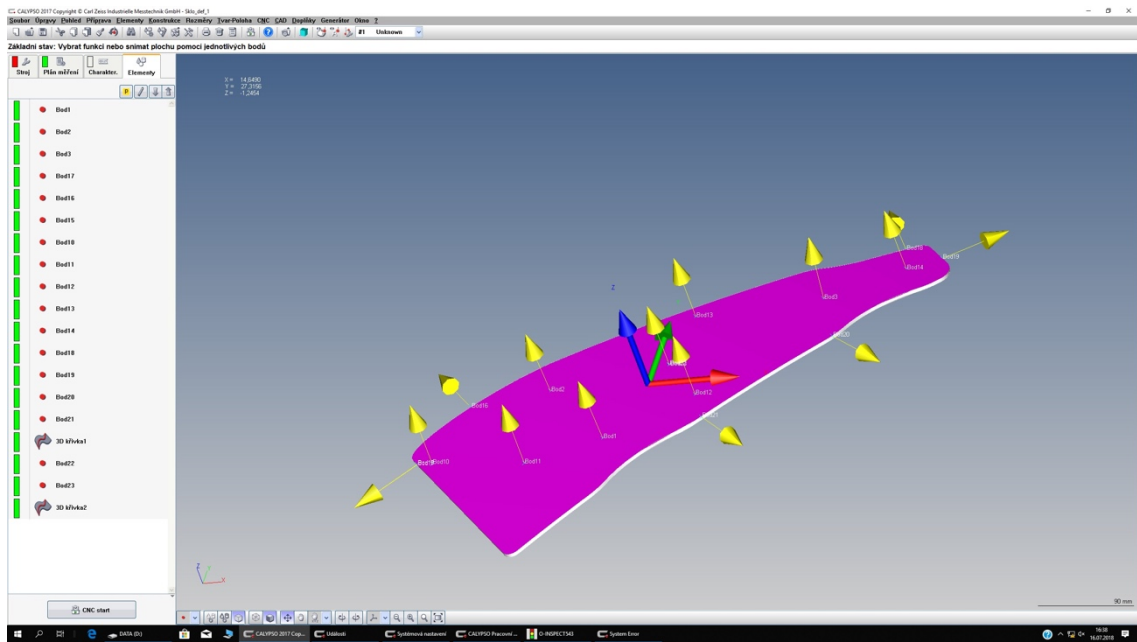 CALYPSO 2017 Copyright © Carl Zeiss Industrielle Messtechnik GmbH - Sklo_def_1
Soubor Úpravy Pohled Příprava Elementy Konstrukce Rozměry Tvar-Poloha CNC CAD Doplňky Generátor Okno ?
#1 Unknown
Základní stav: Vybrat funkci nebo snímat plochu pomocí jednotlivých bodů
Stroj Plán měření Charakter. Elementy
X = 14,6490
Y = 27,3156
Z = -1,2454
Bod1
Bod2
Bod3
Bod17
Bod16
Bod15
Bod10
Bod11
Bod12
Bod13
Bod14
Bod18
Bod19
Bod20
Bod21
3D křivka1
Bod22
Bod23
3D křivka2
Z
Bod19
Bod14
Bod3
Bod13
Bod2
Bod12
Bod16
Bod1
Bod10
Bod11
Z
X
90 mm
CNC start
DATA (D:)
CALYPSO 2017 Cop...
Události
Systémová nastavení
CALYPSO Pracovní ...
O-INSPECT543
System Error
16:38
16.07.2018